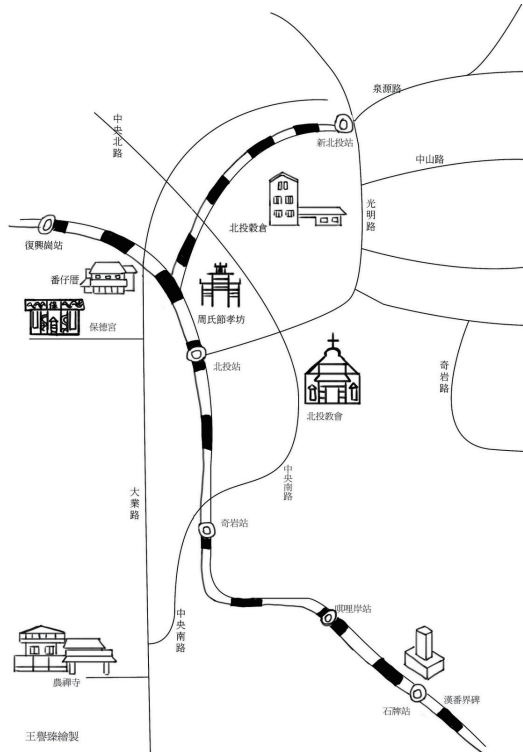 泉源路
中央北路
新北投站
中山路
北投穀倉
光明路
復興崗站
番仔厝
周氏節孝坊
保德宮
北投站
奇岩路
北投教會
中央南路
大業路
奇岩站
唭哩岸站
中央南路
農禪寺
漢番界碑
石牌站
王譽臻繪製